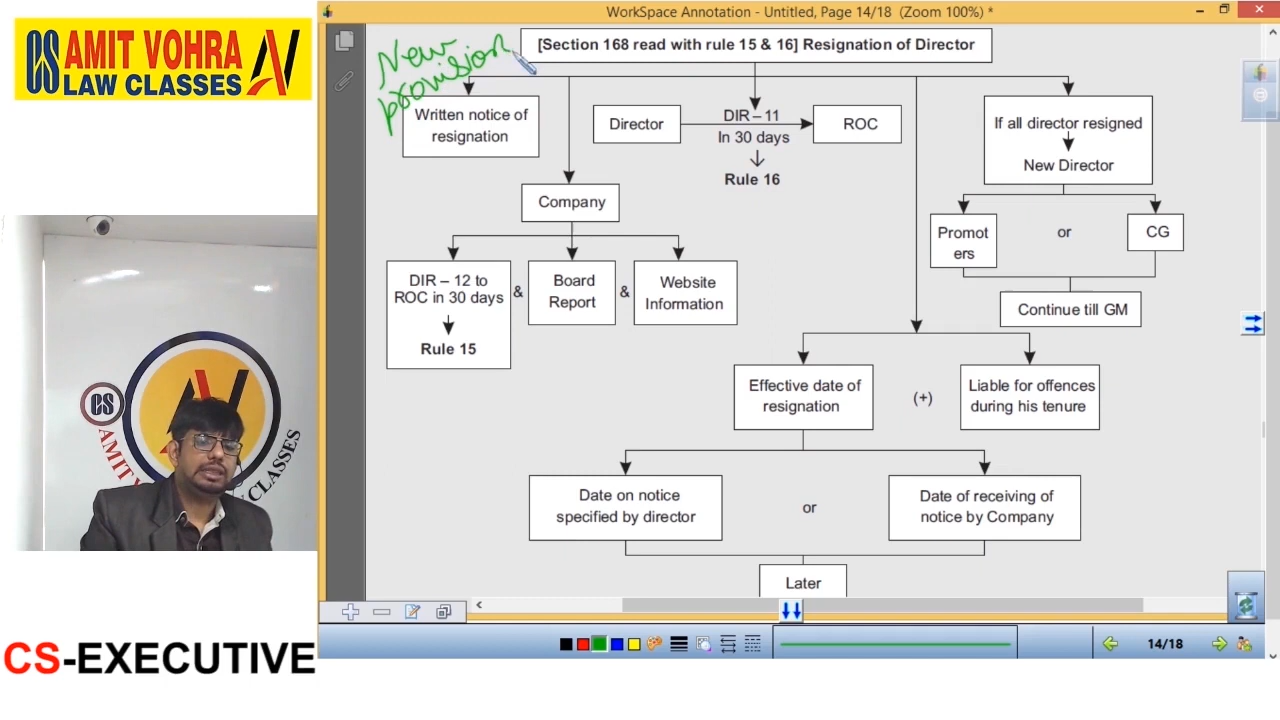 CS AMIT VOHRA
LAW CLASSES
WorkSpace Annotation - Untitled, Page 14/18 (Zoom 100%) *
New
provision
[Section 168 read with rule 15 & 16] Resignation of Director
Written notice of
resignation
Director
DIR – 11
In 30 days
Rule 16
ROC
If all director resigned
New Director
Company
Promot
ers
or
CG
DIR – 12 to
ROC in 30 days
Rule 15
&
Board
Report
&
Website
Information
Continue till GM
Effective date of
resignation
(+)
Liable for offences
during his tenure
Date on notice
specified by director
or
Date of receiving of
notice by Company
Later
CS
CLASSES
14/18
CS-EXECUTIVE